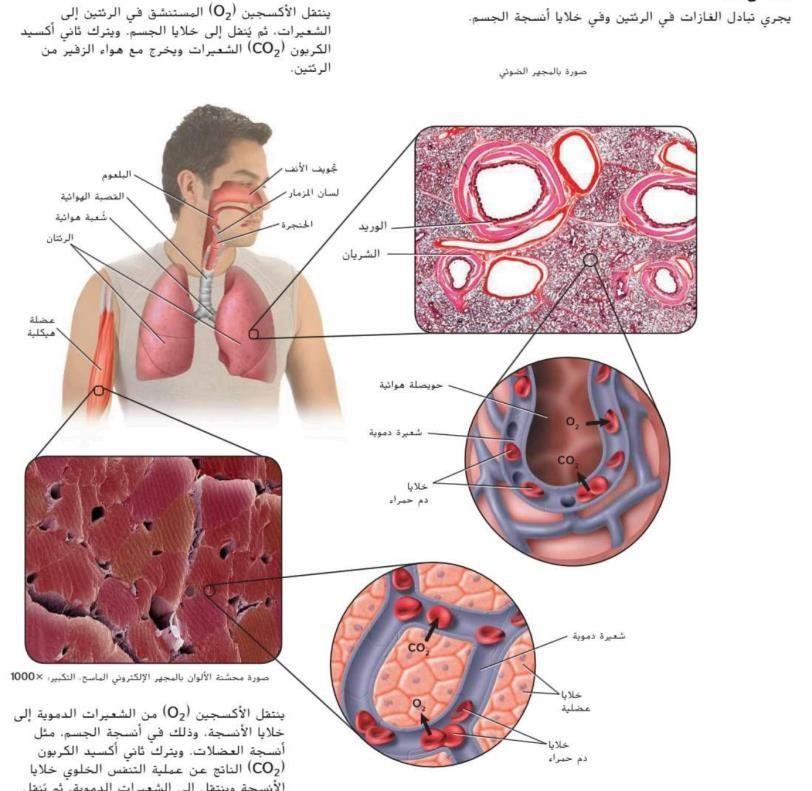 يجري تبادل الغازات في الرئتين وفي خلايا أنسجة الجسم.
ينتقل الأكسجين (O₂) المستنشق في الرئتين إلى
الشعيرات، ثم يُنقل إلى خلايا الجسم. ويترك ثاني أكسيد
الكربون (CO₂) الشعيرات ويخرج مع هواء الزفير من
الرئتين.
صورة بالمجهر الضوئي
تجويف الأنف
لسان المزمار
الحنجرة
البلعوم
القصبة الهوائية
شُعبة هوائية
الرئتان
عضلة
هيكلية
الوريد
الشريان
حويصلة هوائية
شعيرة دموية
خلايا
دم حمراء
O₂
CO₂
شعيرة دموية
خلايا
عضلية
خلايا
دم حمراء
CO₂
O₂
صورة محسّنة الألوان بالمجهر الإلكتروني الماسح، التكبير: ×1000
ينتقل الأكسجين (O₂) من الشعيرات الدموية إلى
خلايا الأنسجة، وذلك في أنسجة الجسم، مثل
أنسجة العضلات. ويترك ثاني أكسيد الكربون
(CO₂) الناتج عن عملية التنفس الخلوي خلايا
الأنسجة وينتقل إلى الشعيرات الدموية، ثم يُنقل